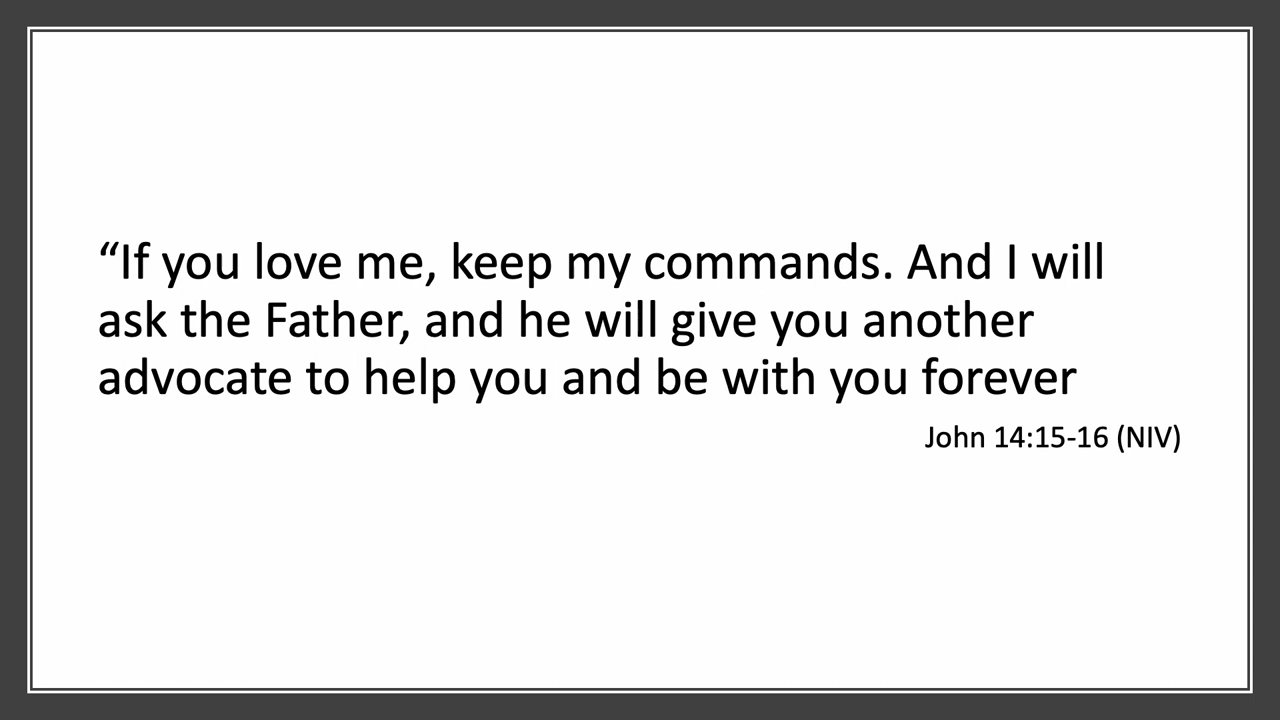 “If you love me, keep my commands. And I will
ask the Father, and he will give you another
advocate to help you and be with you forever
John 14:15-16 (NIV)